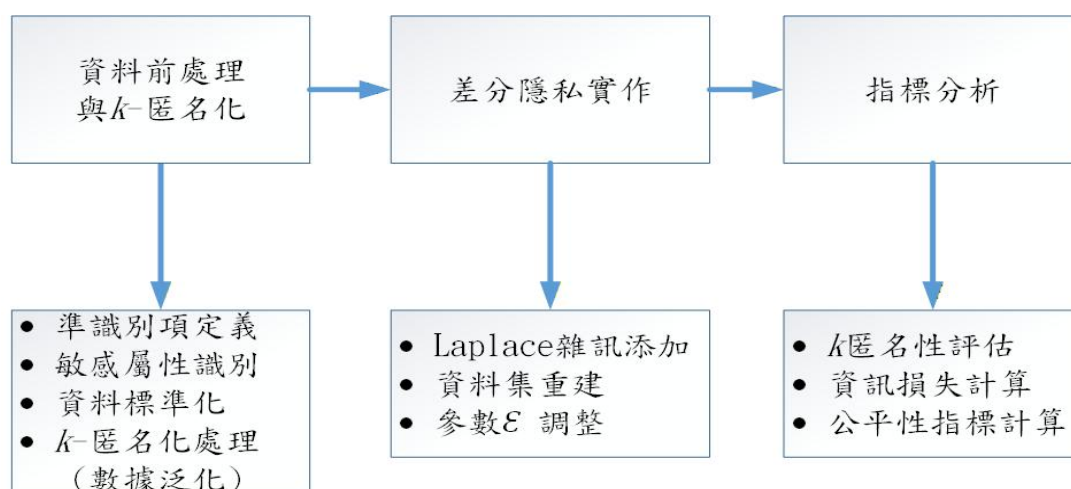 資料前處理
與k-匿名化
差分隱私實作
指標分析
• 準識別項定義
• 敏感屬性識別
• 資料標準化
• k-匿名化處理
（數據泛化）
• Laplace雜訊添加
• 資料集重建
• 參數ε 調整
• k匿名性評估
• 資訊損失計算
• 公平性指標計算